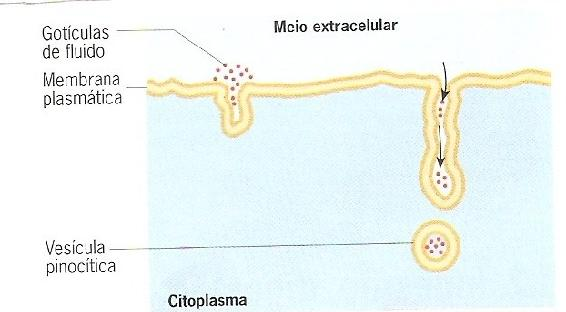 Meio extracelular
Gotículas
de fluido
Membrana
plasmática
Vesícula
pinocítica
Citoplasma